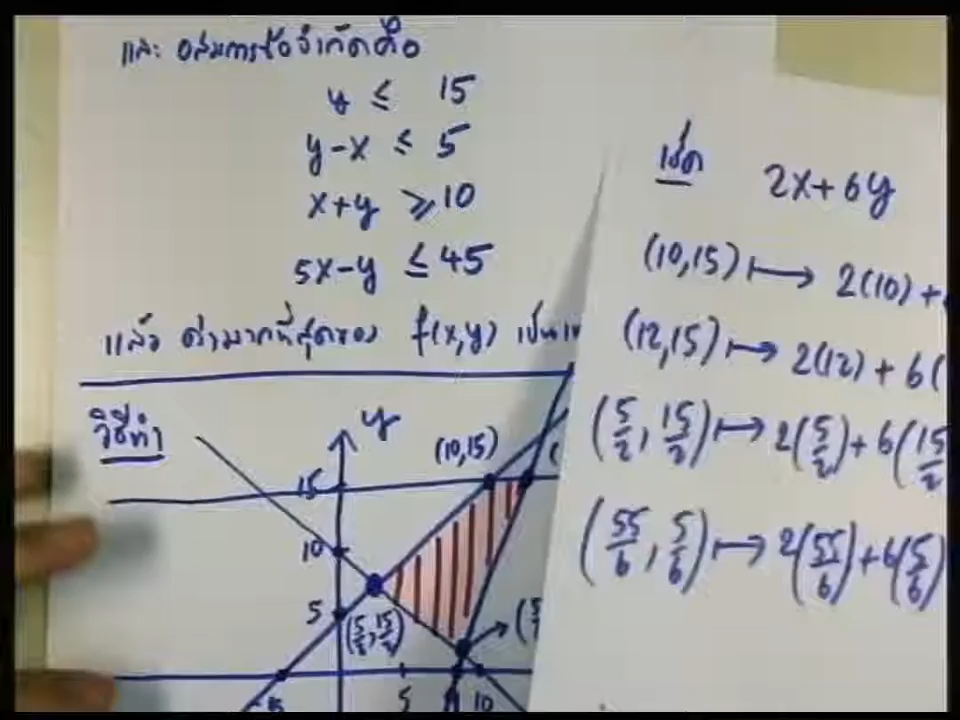 และ อสมการข้อจำกัดคือ
y ≤ 15
y-x ≤ 5
x+y ≥ 10
5x-y ≤ 45
แล้ว ค่ามากที่สุดของ f(x,y) เป็นเ
วิธีทำ
y
(10,15)
15
10
5
(5/2, 15/2)
5
10
เช็ค 2x+6y
(10,15) ↦ 2(10)+
(12,15) ↦ 2(12)+6(
(5/2, 15/2) ↦ 2(5/2)+6(15/2
(55/6, 5/6) ↦ 2(55/6)+6(5/6)